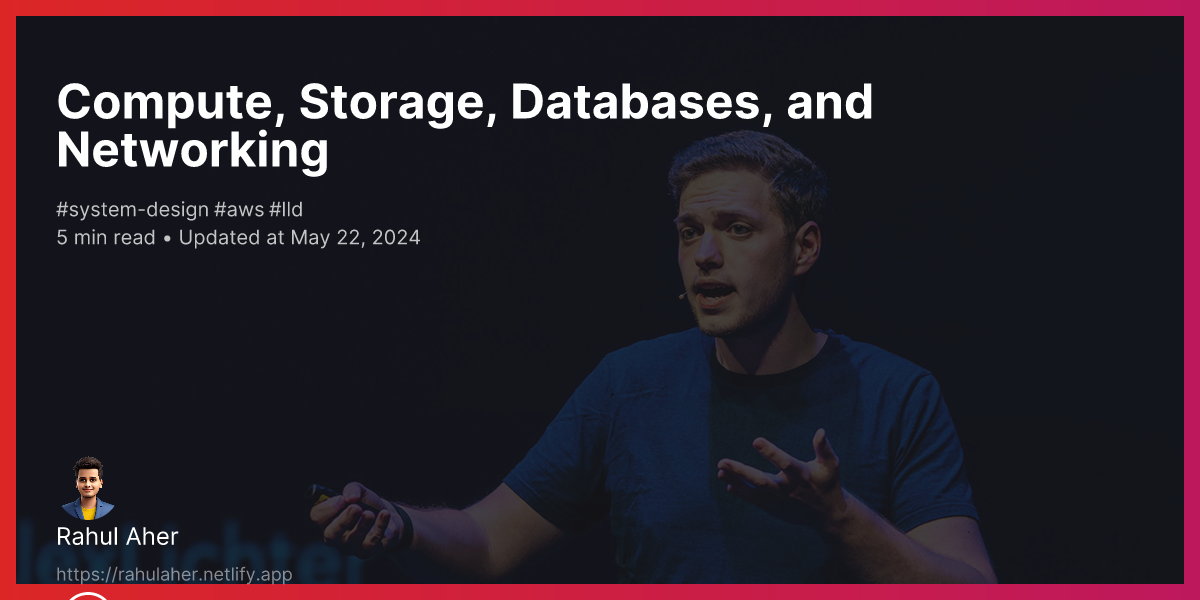 Compute, Storage, Databases, and
Networking
#system-design #aws #lld
5 min read • Updated at May 22, 2024
Rahul Aher
https://rahulaher.netlify.app